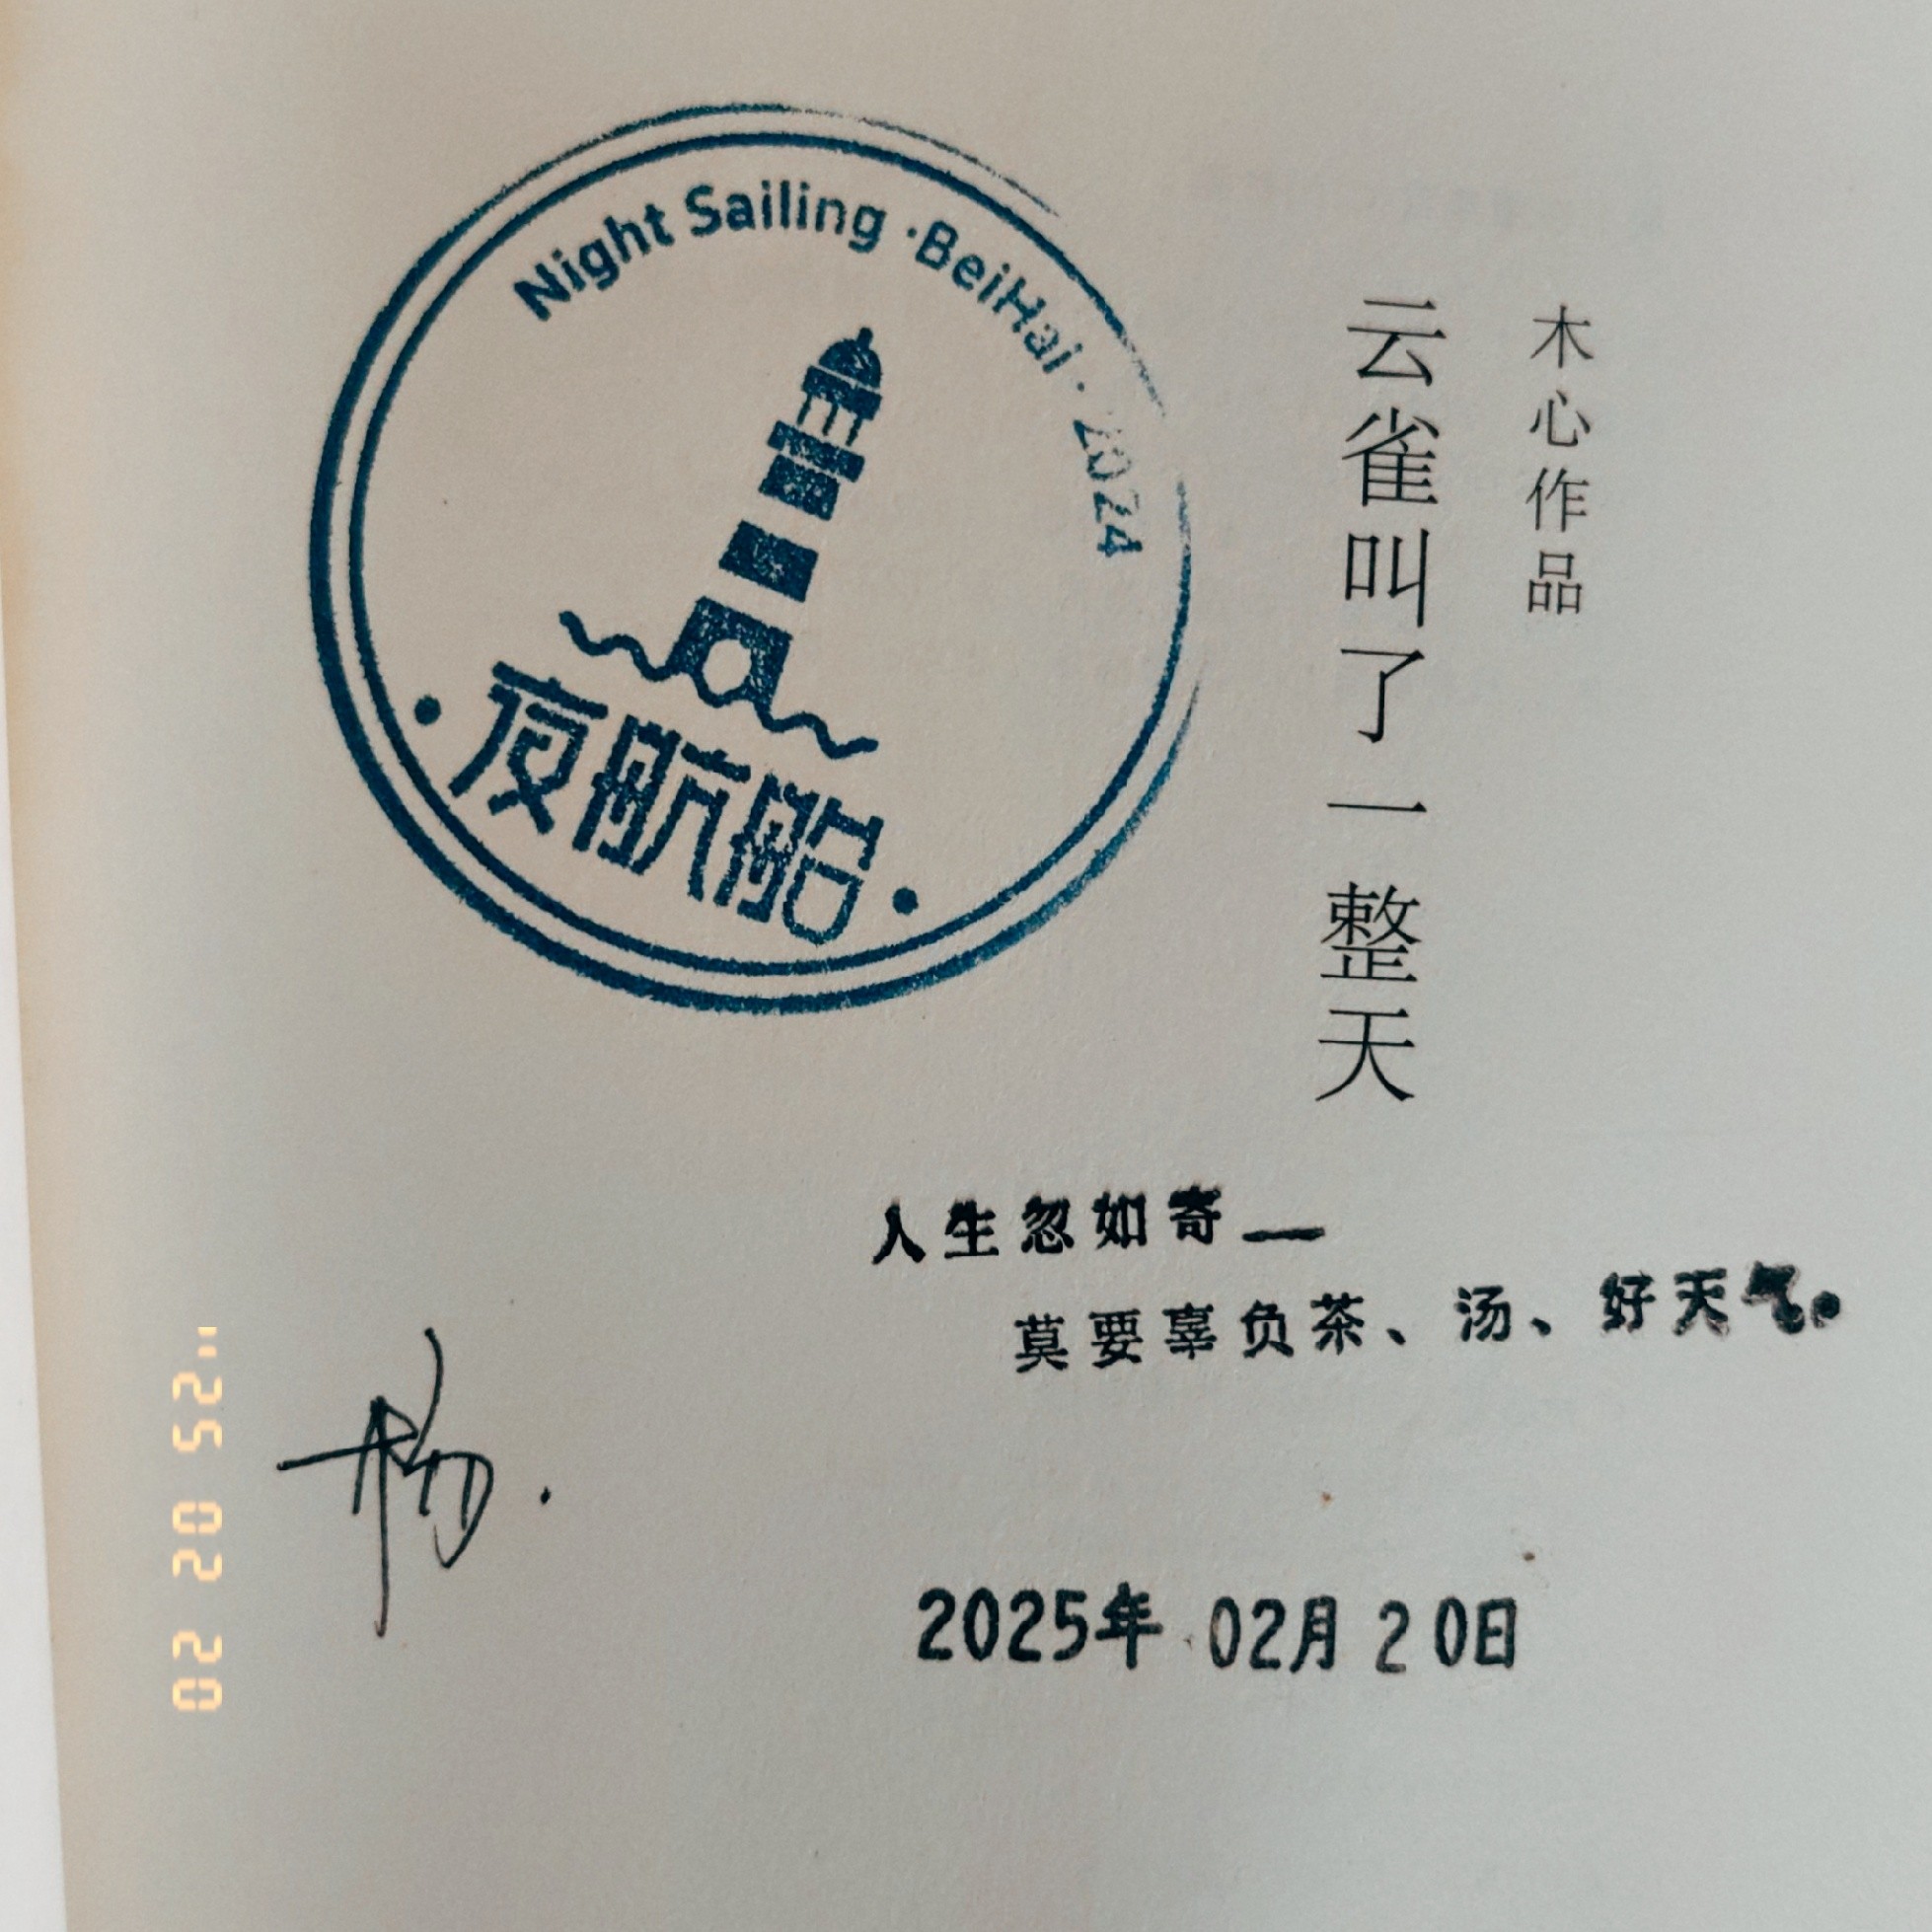 木心作品
云雀叫了一整天
Night Sailing ·BeiHai · 2024
夜航船
人生忽如寄—
莫要辜负茶、汤、好天气。
杨.
2025年 02月20日
02 20 '25